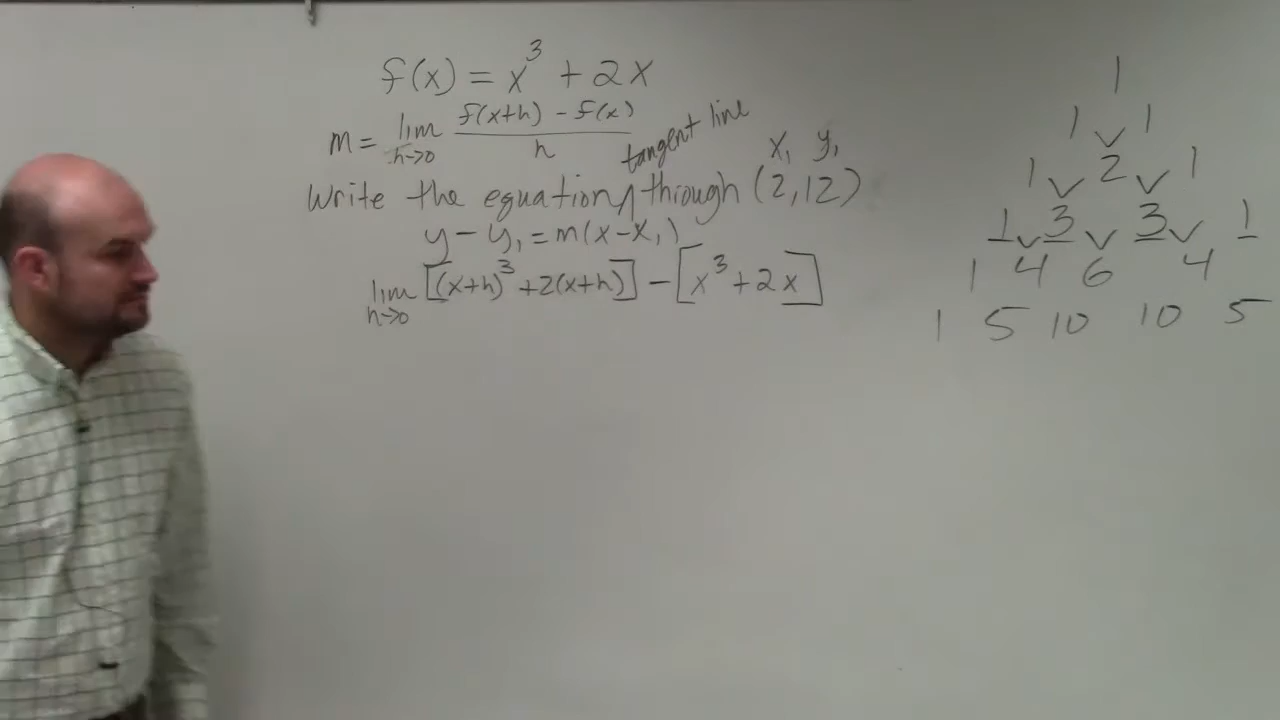 f(x) = x³ + 2x
m = lim h→0 f(x+h) - f(x) / h
tangent line
x₁ y₁
Write the equation through (2,12)
y - y₁ = m(x - x₁)
lim h→0 [(x+h)³ + 2(x+h)] - [x³ + 2x]
1
1 1
1 2 1
1 3 3 1
1 4 6 4
1 5 10 10 5